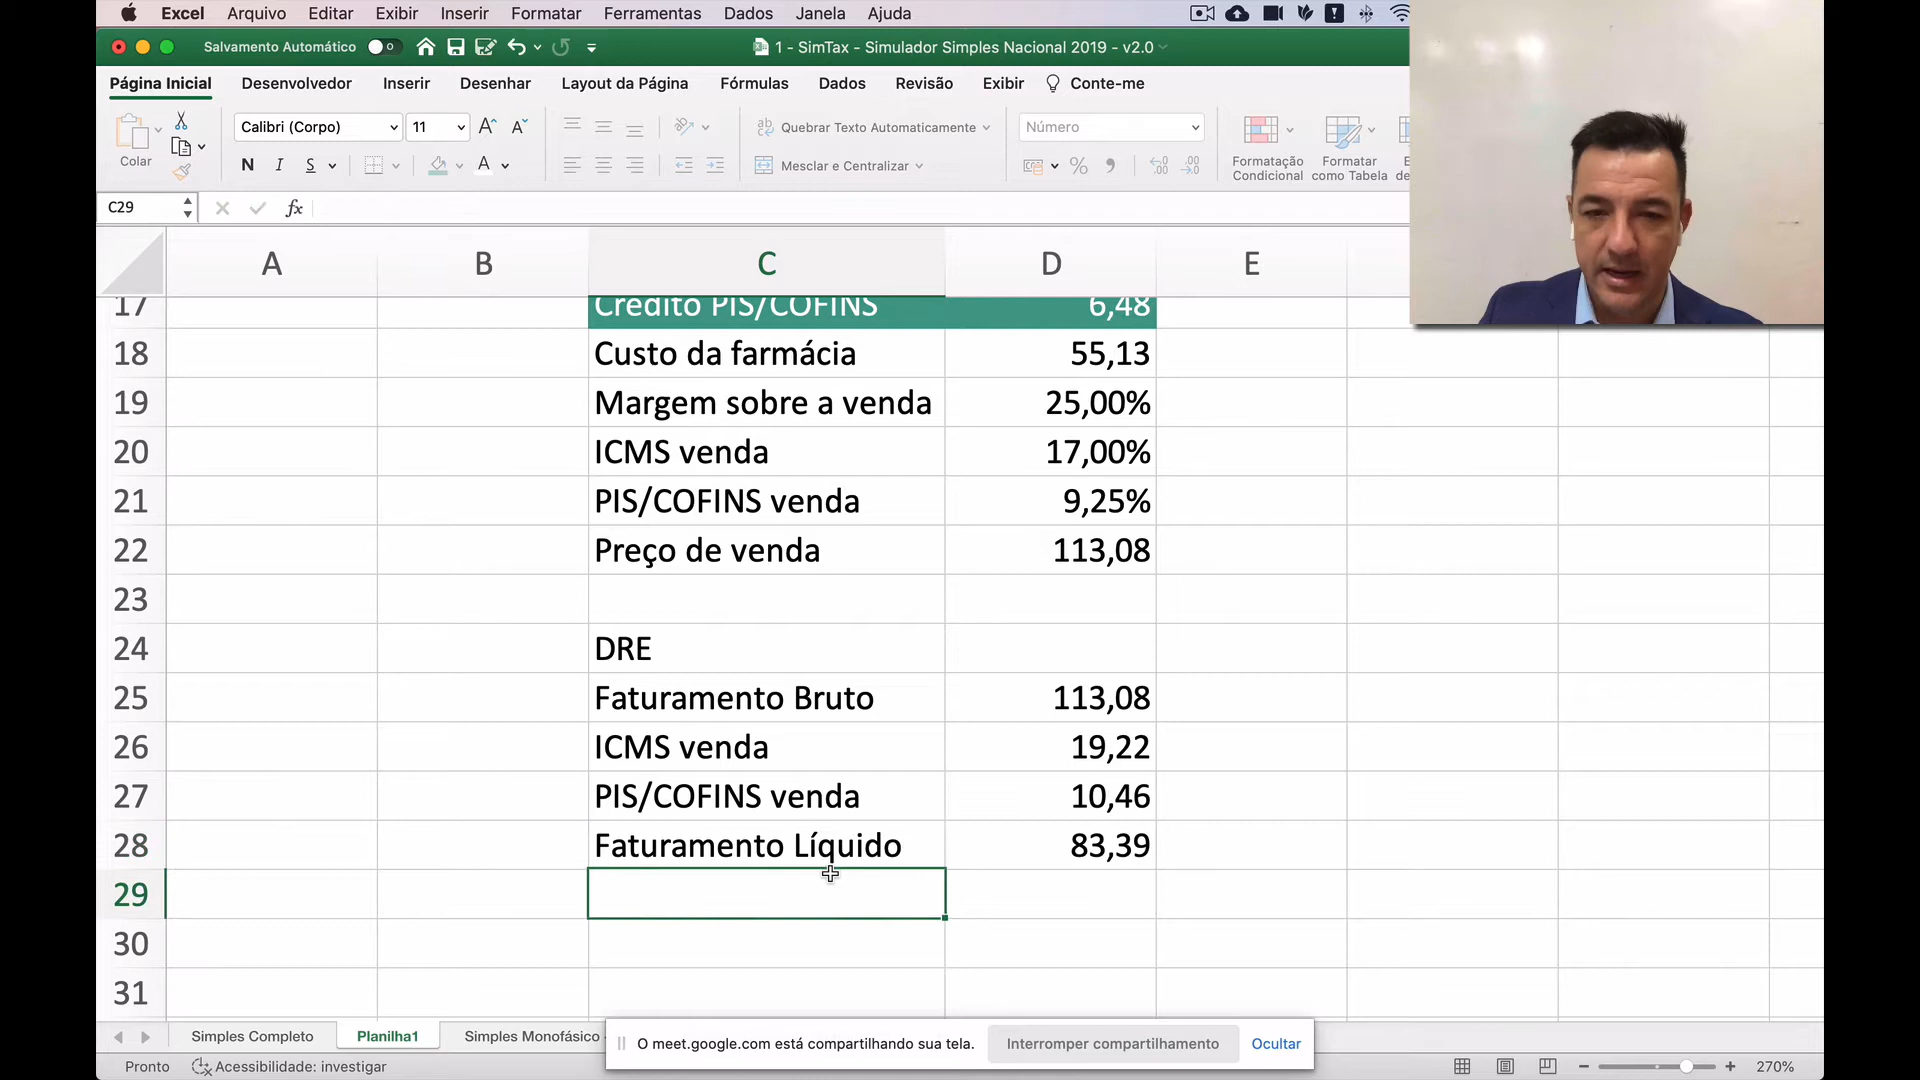 Excel Arquivo Editar Exibir Inserir Formatar Ferramentas Dados Janela Ajuda
Salvamento Automático 1 - SimTax - Simulador Simples Nacional 2019 - v2.0
Página Inicial Desenvolvedor Inserir Desenhar Layout da Página Fórmulas Dados Revisão Exibir Conte-me
Colar
Calibri (Corpo) 11 Quebrar Texto Automaticamente Número
N I S A Mesclar e Centralizar %
Formatação Condicional
Formatar como Tabela
C29 fx
A B C D E
17 Crédito PIS/COFINS 6,48
18 Custo da farmácia 55,13
19 Margem sobre a venda 25,00%
20 ICMS venda 17,00%
21 PIS/COFINS venda 9,25%
22 Preço de venda 113,08
23
24 DRE
25 Faturamento Bruto 113,08
26 ICMS venda 19,22
27 PIS/COFINS venda 10,46
28 Faturamento Líquido 83,39
29
30
31
Simples Completo Planilha1 Simples Monofásico
O meet.google.com está compartilhando sua tela. Interromper compartilhamento Ocultar
Pronto Acessibilidade: investigar 270%